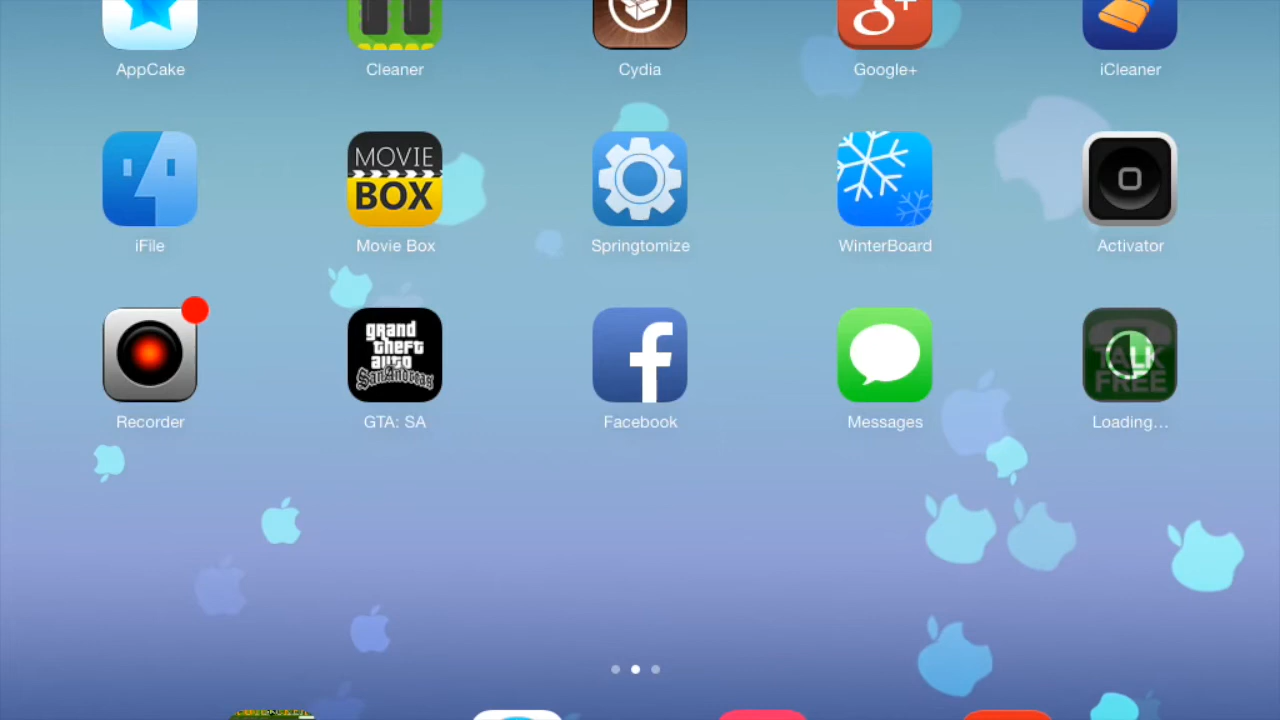 AppCake
Cleaner
Cydia
Google+
iCleaner
MOVIE
BOX
iFile
Movie Box
Springtomize
WinterBoard
Activator
grand
theft
auto
San Andreas
TALK
FREE
Recorder
GTA: SA
Facebook
Messages
Loading...